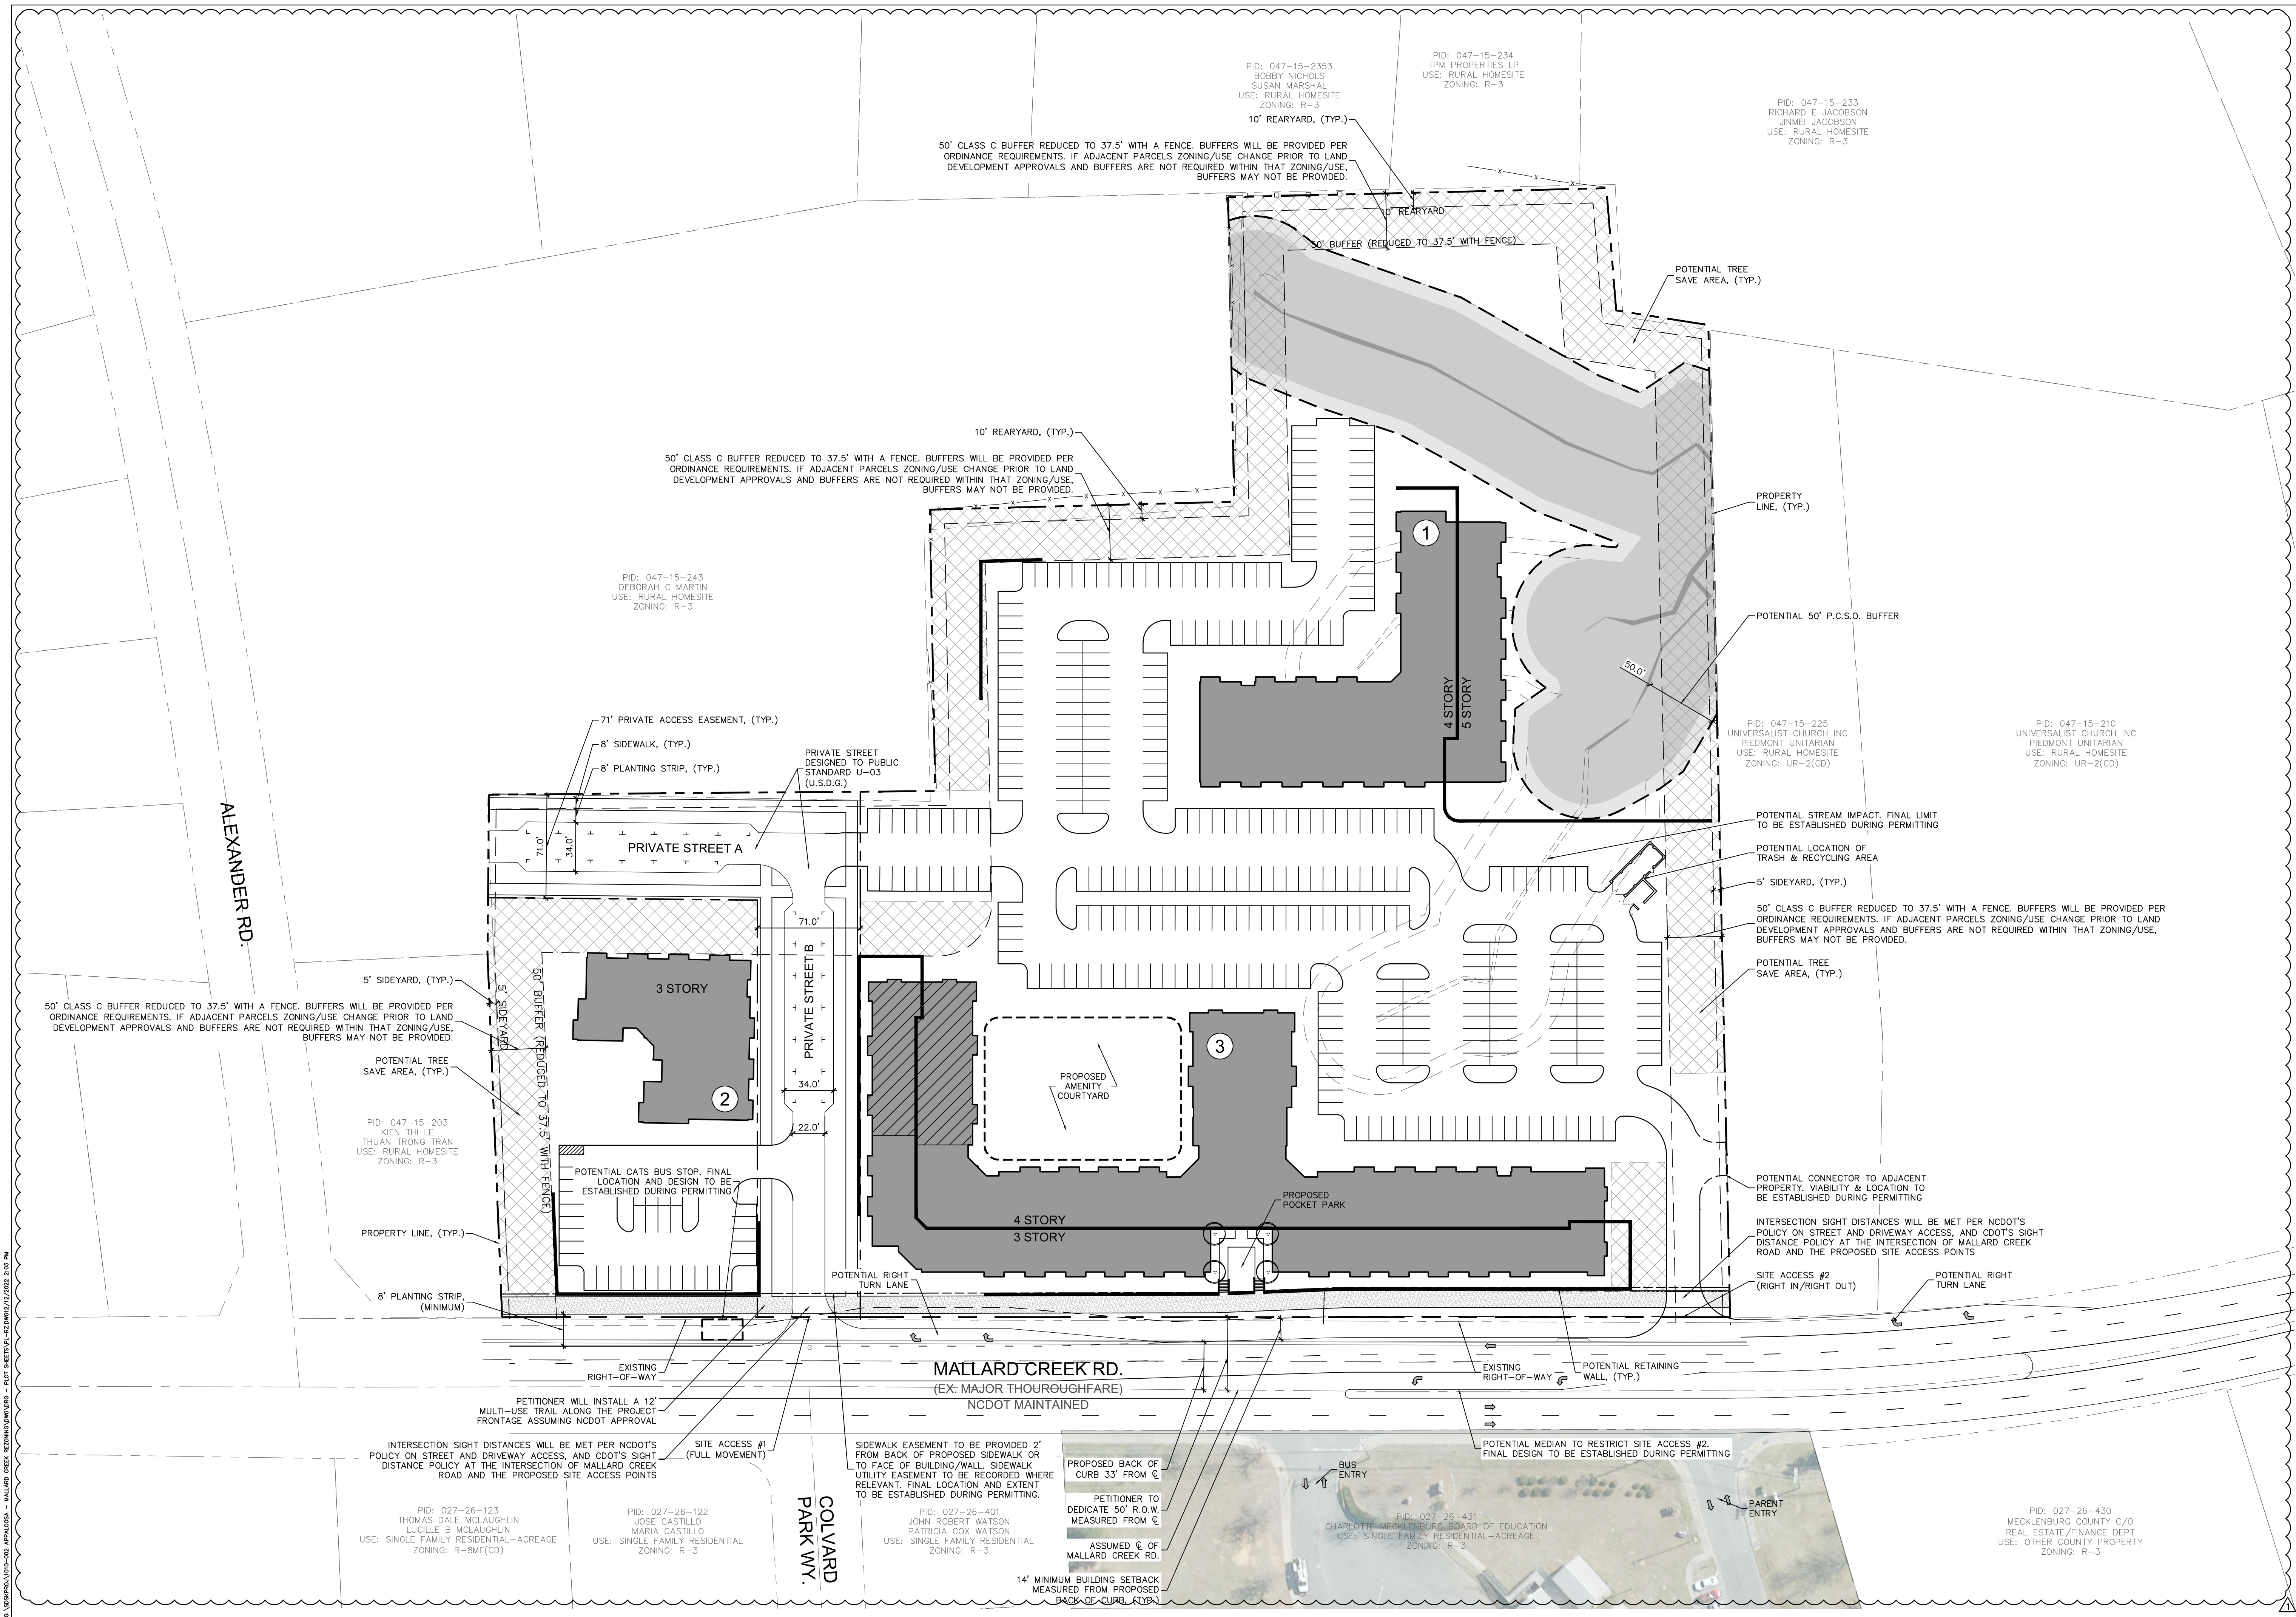 PID: 047-15-2353
BOBBY NICHOLS
SUSAN MARSHAL
USE: RURAL HOMESITE
ZONING: R-3
PID: 047-15-234
TPM PROPERTIES LP
USE: RURAL HOMESITE
ZONING: R-3
PID: 047-15-233
RICHARD E JACOBSON
JINMEI JACOBSON
USE: RURAL HOMESITE
ZONING: R-3
10' REARYARD, (TYP.)
50' CLASS C BUFFER REDUCED TO 37.5' WITH A FENCE. BUFFERS WILL BE PROVIDED PER
ORDINANCE REQUIREMENTS. IF ADJACENT PARCELS ZONING/USE CHANGE PRIOR TO LAND
DEVELOPMENT APPROVALS AND BUFFERS ARE NOT REQUIRED WITHIN THAT ZONING/USE,
BUFFERS MAY NOT BE PROVIDED.
10' REARYARD
50' BUFFER (REDUCED TO 37.5' WITH FENCE)
POTENTIAL TREE
SAVE AREA, (TYP.)
10' REARYARD, (TYP.)
50' CLASS C BUFFER REDUCED TO 37.5' WITH A FENCE. BUFFERS WILL BE PROVIDED PER
ORDINANCE REQUIREMENTS. IF ADJACENT PARCELS ZONING/USE CHANGE PRIOR TO LAND
DEVELOPMENT APPROVALS AND BUFFERS ARE NOT REQUIRED WITHIN THAT ZONING/USE,
BUFFERS MAY NOT BE PROVIDED.
PROPERTY
LINE, (TYP.)
1
PID: 047-15-243
DEBORAH C MARTIN
USE: RURAL HOMESITE
ZONING: R-3
POTENTIAL 50' P.C.S.O. BUFFER
50.0'
4 STORY
5 STORY
71' PRIVATE ACCESS EASEMENT, (TYP.)
8' SIDEWALK, (TYP.)
8' PLANTING STRIP, (TYP.)
PRIVATE STREET
DESIGNED TO PUBLIC
STANDARD U-03
(U.S.D.G.)
PID: 047-15-225
UNIVERSALIST CHURCH INC
PIEDMONT UNITARIAN
USE: RURAL HOMESITE
ZONING: UR-2(CD)
PID: 047-15-210
UNIVERSALIST CHURCH INC
PIEDMONT UNITARIAN
USE: RURAL HOMESITE
ZONING: UR-2(CD)
ALEXANDER RD.
71.0'
34.0'
PRIVATE STREET A
POTENTIAL STREAM IMPACT. FINAL LIMIT
TO BE ESTABLISHED DURING PERMITTING
POTENTIAL LOCATION OF
TRASH & RECYCLING AREA
5' SIDEYARD, (TYP.)
50' CLASS C BUFFER REDUCED TO 37.5' WITH A FENCE. BUFFERS WILL BE PROVIDED PER
ORDINANCE REQUIREMENTS. IF ADJACENT PARCELS ZONING/USE CHANGE PRIOR TO LAND
DEVELOPMENT APPROVALS AND BUFFERS ARE NOT REQUIRED WITHIN THAT ZONING/USE,
BUFFERS MAY NOT BE PROVIDED.
POTENTIAL TREE
SAVE AREA, (TYP.)
71.0'
PRIVATE STREET B
34.0'
22.0'
5' SIDEYARD, (TYP.)
50' CLASS C BUFFER REDUCED TO 37.5' WITH A FENCE. BUFFERS WILL BE PROVIDED PER
ORDINANCE REQUIREMENTS. IF ADJACENT PARCELS ZONING/USE CHANGE PRIOR TO LAND
DEVELOPMENT APPROVALS AND BUFFERS ARE NOT REQUIRED WITHIN THAT ZONING/USE,
BUFFERS MAY NOT BE PROVIDED.
POTENTIAL TREE
SAVE AREA, (TYP.)
5' SIDEYARD
50' BUFFER (REDUCED TO 37.5' WITH FENCE)
3 STORY
2
3
PROPOSED
AMENITY
COURTYARD
PID: 047-15-203
KIEN THI LE
THUAN TRONG TRAN
USE: RURAL HOMESITE
ZONING: R-3
POTENTIAL CATS BUS STOP. FINAL
LOCATION AND DESIGN TO BE
ESTABLISHED DURING PERMITTING
PROPOSED
POCKET PARK
4 STORY
3 STORY
POTENTIAL CONNECTOR TO ADJACENT
PROPERTY. VIABILITY & LOCATION TO
BE ESTABLISHED DURING PERMITTING
INTERSECTION SIGHT DISTANCES WILL BE MET PER NCDOT'S
POLICY ON STREET AND DRIVEWAY ACCESS, AND CDOT'S SIGHT
DISTANCE POLICY AT THE INTERSECTION OF MALLARD CREEK
ROAD AND THE PROPOSED SITE ACCESS POINTS
PROPERTY LINE, (TYP.)
POTENTIAL RIGHT
TURN LANE
SITE ACCESS #2
(RIGHT IN/RIGHT OUT)
POTENTIAL RIGHT
TURN LANE
8' PLANTING STRIP,
(MINIMUM)
EXISTING
RIGHT-OF-WAY
MALLARD CREEK RD.
(EX. MAJOR THOUROUGHFARE)
NCDOT MAINTAINED
EXISTING
RIGHT-OF-WAY
POTENTIAL RETAINING
WALL, (TYP.)
PETITIONER WILL INSTALL A 12'
MULTI-USE TRAIL ALONG THE PROJECT
FRONTAGE ASSUMING NCDOT APPROVAL
INTERSECTION SIGHT DISTANCES WILL BE MET PER NCDOT'S
POLICY ON STREET AND DRIVEWAY ACCESS, AND CDOT'S SIGHT
DISTANCE POLICY AT THE INTERSECTION OF MALLARD CREEK
ROAD AND THE PROPOSED SITE ACCESS POINTS
SITE ACCESS #1
(FULL MOVEMENT)
SIDEWALK EASEMENT TO BE PROVIDED 2'
FROM BACK OF PROPOSED SIDEWALK OR
TO FACE OF BUILDING/WALL. SIDEWALK
UTILITY EASEMENT TO BE RECORDED WHERE
RELEVANT. FINAL LOCATION AND EXTENT
TO BE ESTABLISHED DURING PERMITTING.
POTENTIAL MEDIAN TO RESTRICT SITE ACCESS #2.
FINAL DESIGN TO BE ESTABLISHED DURING PERMITTING
PROPOSED BACK OF
CURB 33' FROM ℄
PETITIONER TO
DEDICATE 50' R.O.W.
MEASURED FROM ℄
ASSUMED ℄ OF
MALLARD CREEK RD.
14' MINIMUM BUILDING SETBACK
MEASURED FROM PROPOSED
BACK OF CURB, (TYP.)
BUS
ENTRY
PARENT
ENTRY
COLVARD
PARK WY.
PID: 027-26-123
THOMAS DALE MCLAUGHLIN
LUCILLE B MCLAUGHLIN
USE: SINGLE FAMILY RESIDENTIAL-ACREAGE
ZONING: R-8MF(CD)
PID: 027-26-122
JOSE CASTILLO
MARIA CASTILLO
USE: SINGLE FAMILY RESIDENTIAL
ZONING: R-3
PID: 027-26-401
JOHN ROBERT WATSON
PATRICIA COX WATSON
USE: SINGLE FAMILY RESIDENTIAL
ZONING: R-3
PID: 027-26-431
CHARLOTTE MECKLENBURG BOARD OF EDUCATION
USE: SINGLE FAMILY RESIDENTIAL-ACREAGE
ZONING: R-3
PID: 027-26-430
MECKLENBURG COUNTY C/O
REAL ESTATE/FINANCE DEPT
USE: OTHER COUNTY PROPERTY
ZONING: R-3
1